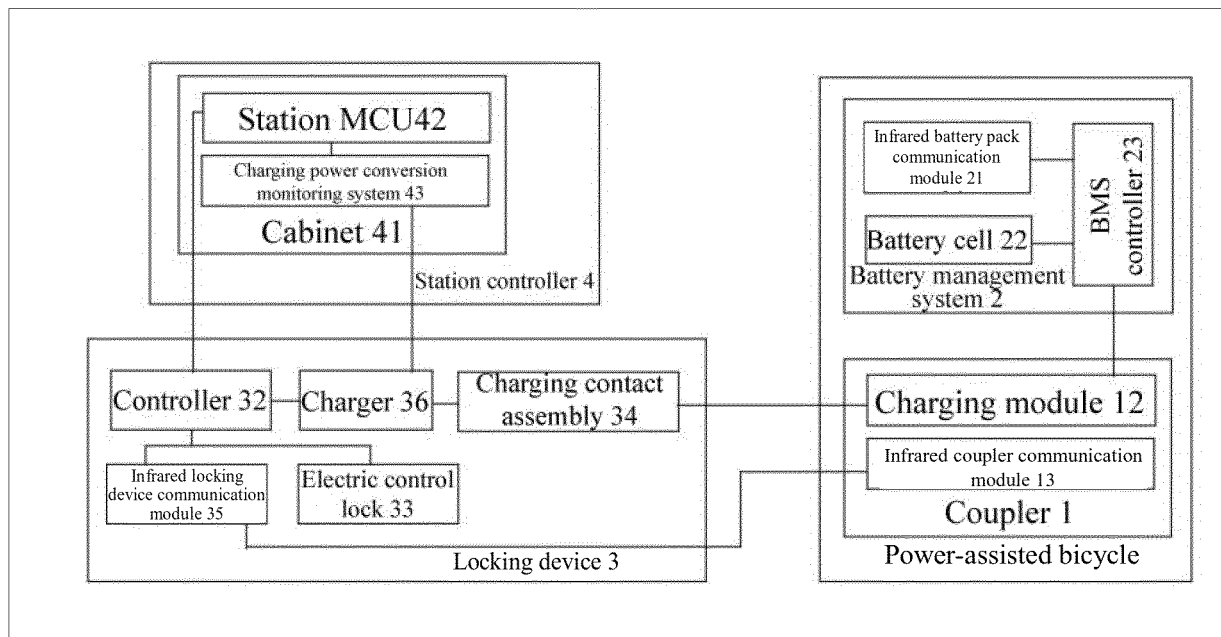 Station MCU42
Charging power conversion
monitoring system 43
Cabinet 41
Station controller 4
Controller 32
Charger 36
Charging contact
assembly 34
Infrared locking
device communication
module 35
Electric control
lock 33
Locking device 3
Infrared battery pack
communication
module 21
BMS
controller 23
Battery cell 22
Battery management
system 2
Charging module 12
Infrared coupler communication
module 13
Coupler 1
Power-assisted bicycle